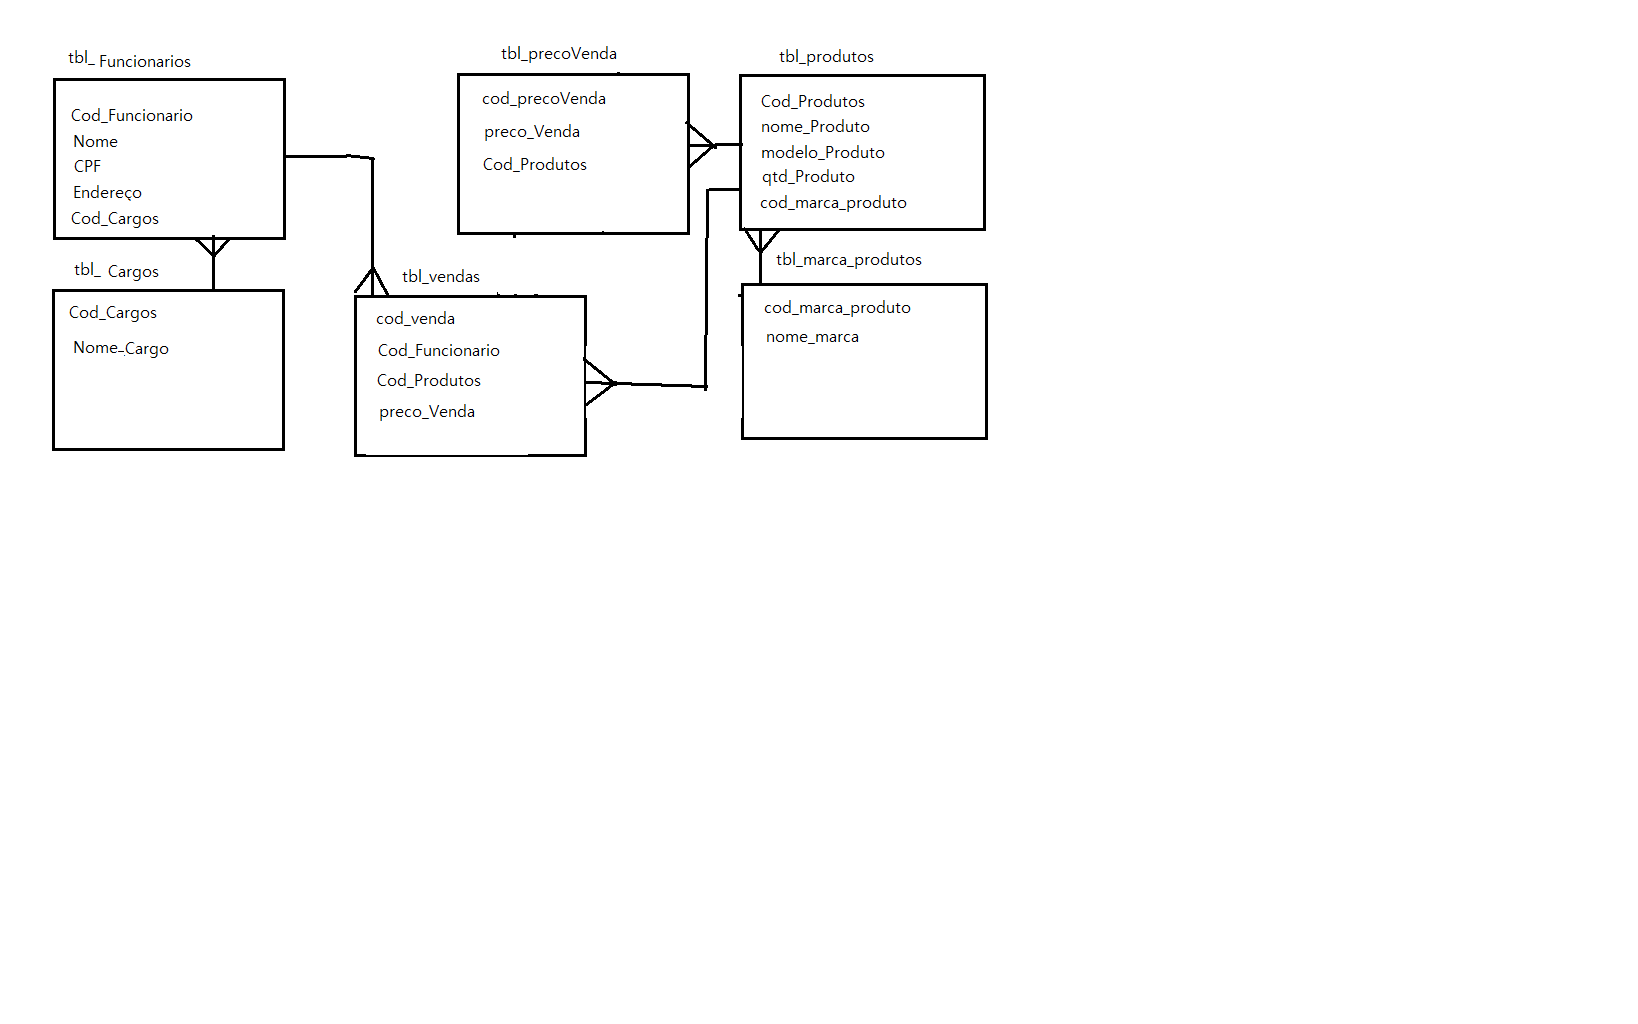 tbl_ Funcionarios
Cod_Funcionario
Nome
CPF
Endereço
Cod_Cargos
tbl_ Cargos
Cod_Cargos
Nome_Cargo
tbl_precoVenda
cod_precoVenda
preco_Venda
Cod_Produtos
tbl_vendas
cod_venda
Cod_Funcionario
Cod_Produtos
preco_Venda
tbl_produtos
Cod_Produtos
nome_Produto
modelo_Produto
qtd_Produto
cod_marca_produto
tbl_marca_produtos
cod_marca_produto
nome_marca